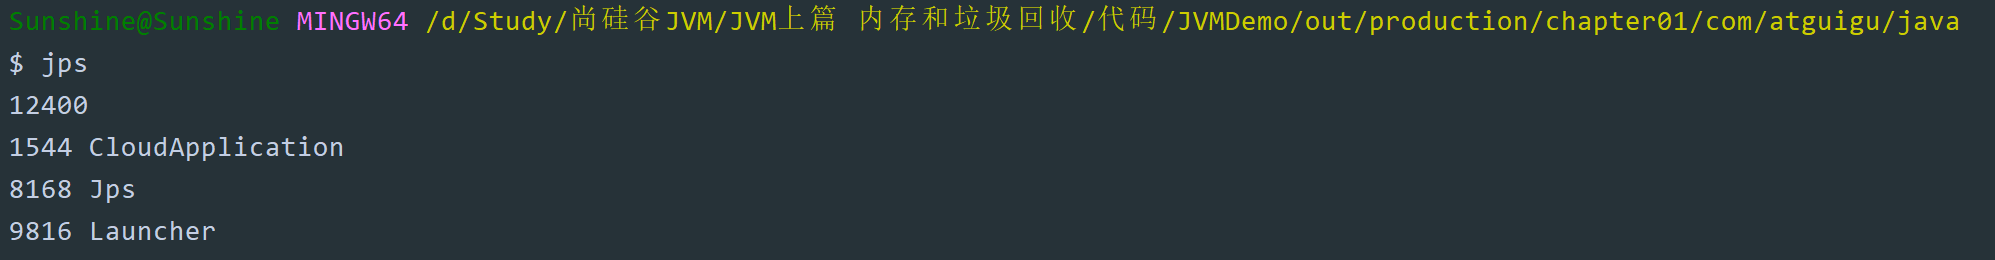 Sunshine@Sunshine MINGW64 /d/Study/尚硅谷JVM/JVM上篇 内存和垃圾回收/代码/JVMDemo/out/production/chapter01/com/atguigu/java
$ jps
12400
1544 CloudApplication
8168 Jps
9816 Launcher